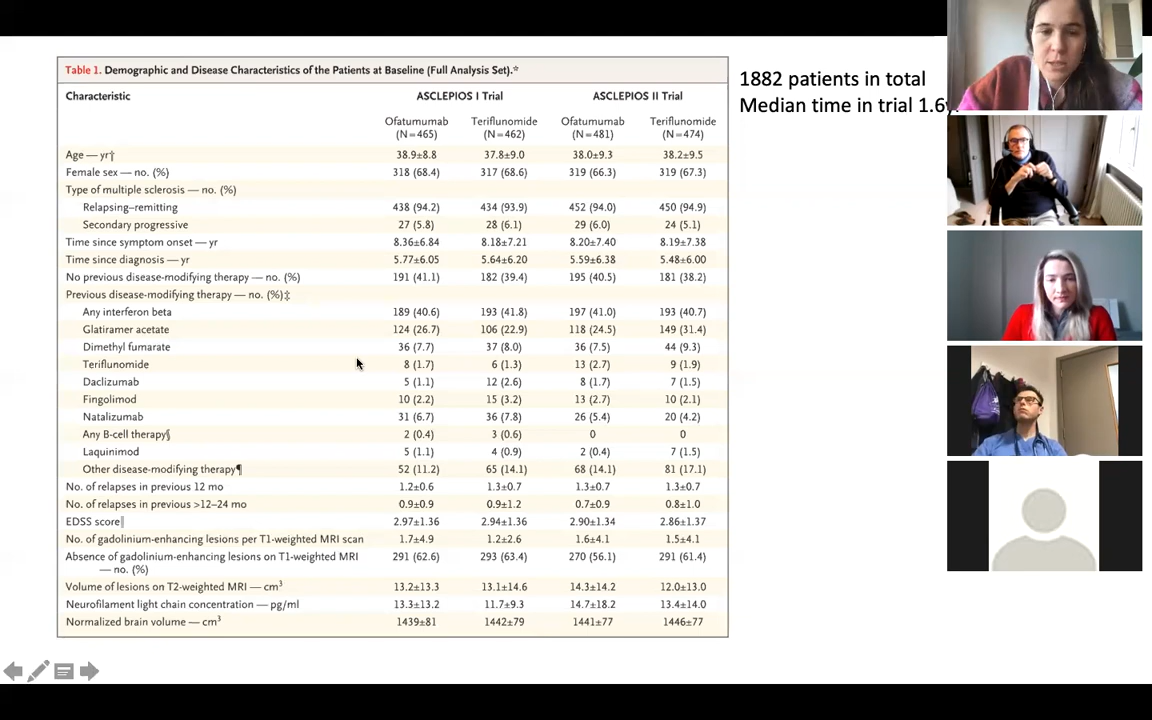 Table 1. Demographic and Disease Characteristics of the Patients at Baseline (Full Analysis Set).*
Characteristic ASCLEPIOS I Trial ASCLEPIOS II Trial
Ofatumumab (N=465) Teriflunomide (N=462) Ofatumumab (N=481) Teriflunomide (N=474)
Age — yr† 38.9±8.8 37.8±9.0 38.0±9.3 38.2±9.5
Female sex — no. (%) 318 (68.4) 317 (68.6) 319 (66.3) 319 (67.3)
Type of multiple sclerosis — no. (%)
Relapsing–remitting 438 (94.2) 434 (93.9) 452 (94.0) 450 (94.9)
Secondary progressive 27 (5.8) 28 (6.1) 29 (6.0) 24 (5.1)
Time since symptom onset — yr 8.36±6.84 8.18±7.21 8.20±7.40 8.19±7.38
Time since diagnosis — yr 5.77±6.05 5.64±6.20 5.59±6.38 5.48±6.00
No previous disease-modifying therapy — no. (%) 191 (41.1) 182 (39.4) 195 (40.5) 181 (38.2)
Previous disease-modifying therapy — no. (%)‡
Any interferon beta 189 (40.6) 193 (41.8) 197 (41.0) 193 (40.7)
Glatiramer acetate 124 (26.7) 106 (22.9) 118 (24.5) 149 (31.4)
Dimethyl fumarate 36 (7.7) 37 (8.0) 36 (7.5) 44 (9.3)
Teriflunomide 8 (1.7) 6 (1.3) 13 (2.7) 9 (1.9)
Daclizumab 5 (1.1) 12 (2.6) 8 (1.7) 7 (1.5)
Fingolimod 10 (2.2) 15 (3.2) 13 (2.7) 10 (2.1)
Natalizumab 31 (6.7) 36 (7.8) 26 (5.4) 20 (4.2)
Any B-cell therapy§ 2 (0.4) 3 (0.6) 0 0
Laquinimod 5 (1.1) 4 (0.9) 2 (0.4) 7 (1.5)
Other disease-modifying therapy¶ 52 (11.2) 65 (14.1) 68 (14.1) 81 (17.1)
No. of relapses in previous 12 mo 1.2±0.6 1.3±0.7 1.3±0.7 1.3±0.7
No. of relapses in previous >12–24 mo 0.9±0.9 0.9±1.2 0.7±0.9 0.8±1.0
EDSS score‖ 2.97±1.36 2.94±1.36 2.90±1.34 2.86±1.37
No. of gadolinium-enhancing lesions per T1-weighted MRI scan 1.7±4.9 1.2±2.6 1.6±4.1 1.5±4.1
Absence of gadolinium-enhancing lesions on T1-weighted MRI 291 (62.6) 293 (63.4) 270 (56.1) 291 (61.4)
— no. (%)
Volume of lesions on T2-weighted MRI — cm³ 13.2±13.3 13.1±14.6 14.3±14.2 12.0±13.0
Neurofilament light chain concentration — pg/ml 13.3±13.2 11.7±9.3 14.7±18.2 13.4±14.0
Normalized brain volume — cm³ 1439±81 1442±79 1441±77 1446±77
1882 patients in total
Median time in trial 1.6